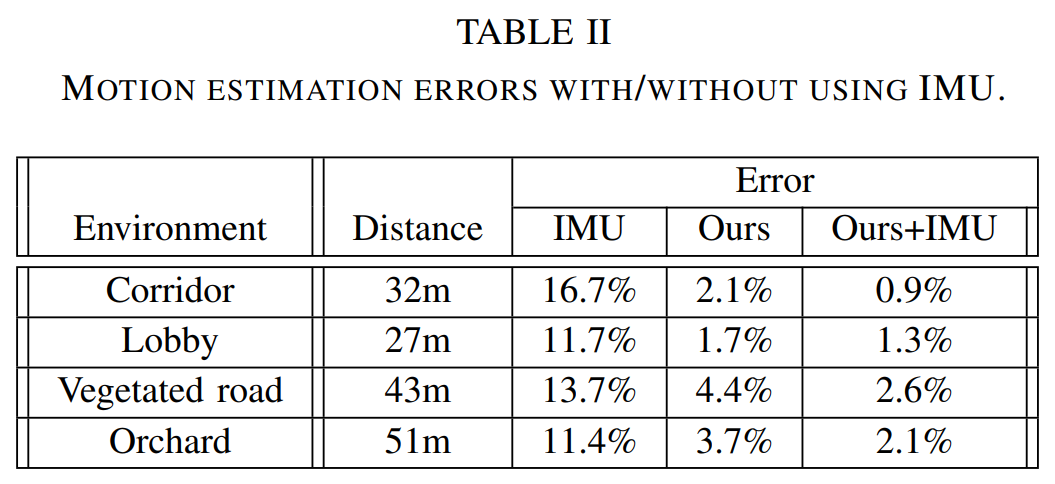 TABLE II
MOTION ESTIMATION ERRORS WITH/WITHOUT USING IMU.
Error
Environment Distance IMU Ours Ours+IMU
Corridor 32m 16.7% 2.1% 0.9%
Lobby 27m 11.7% 1.7% 1.3%
Vegetated road 43m 13.7% 4.4% 2.6%
Orchard 51m 11.4% 3.7% 2.1%